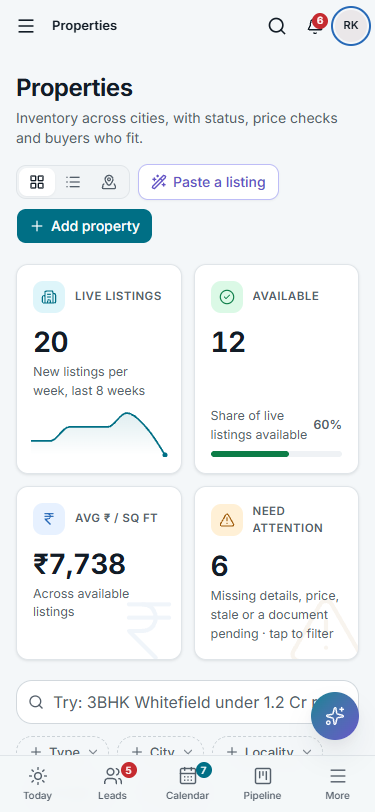 Properties
6
RK
Properties
Inventory across cities, with status, price checks
and buyers who fit.
Paste a listing
+ Add property
LIVE LISTINGS
20
New listings per
week, last 8 weeks
AVAILABLE
12
Share of live
listings available
60%
AVG ₹ / SQ FT
₹7,738
Across available
listings
NEED
ATTENTION
6
Missing details, price,
stale or a document
pending · tap to filter
Try: 3BHK Whitefield under 1.2 Cr
+ Type
+ City
+ Locality
5
7
Today
Leads
Calendar
Pipeline
More